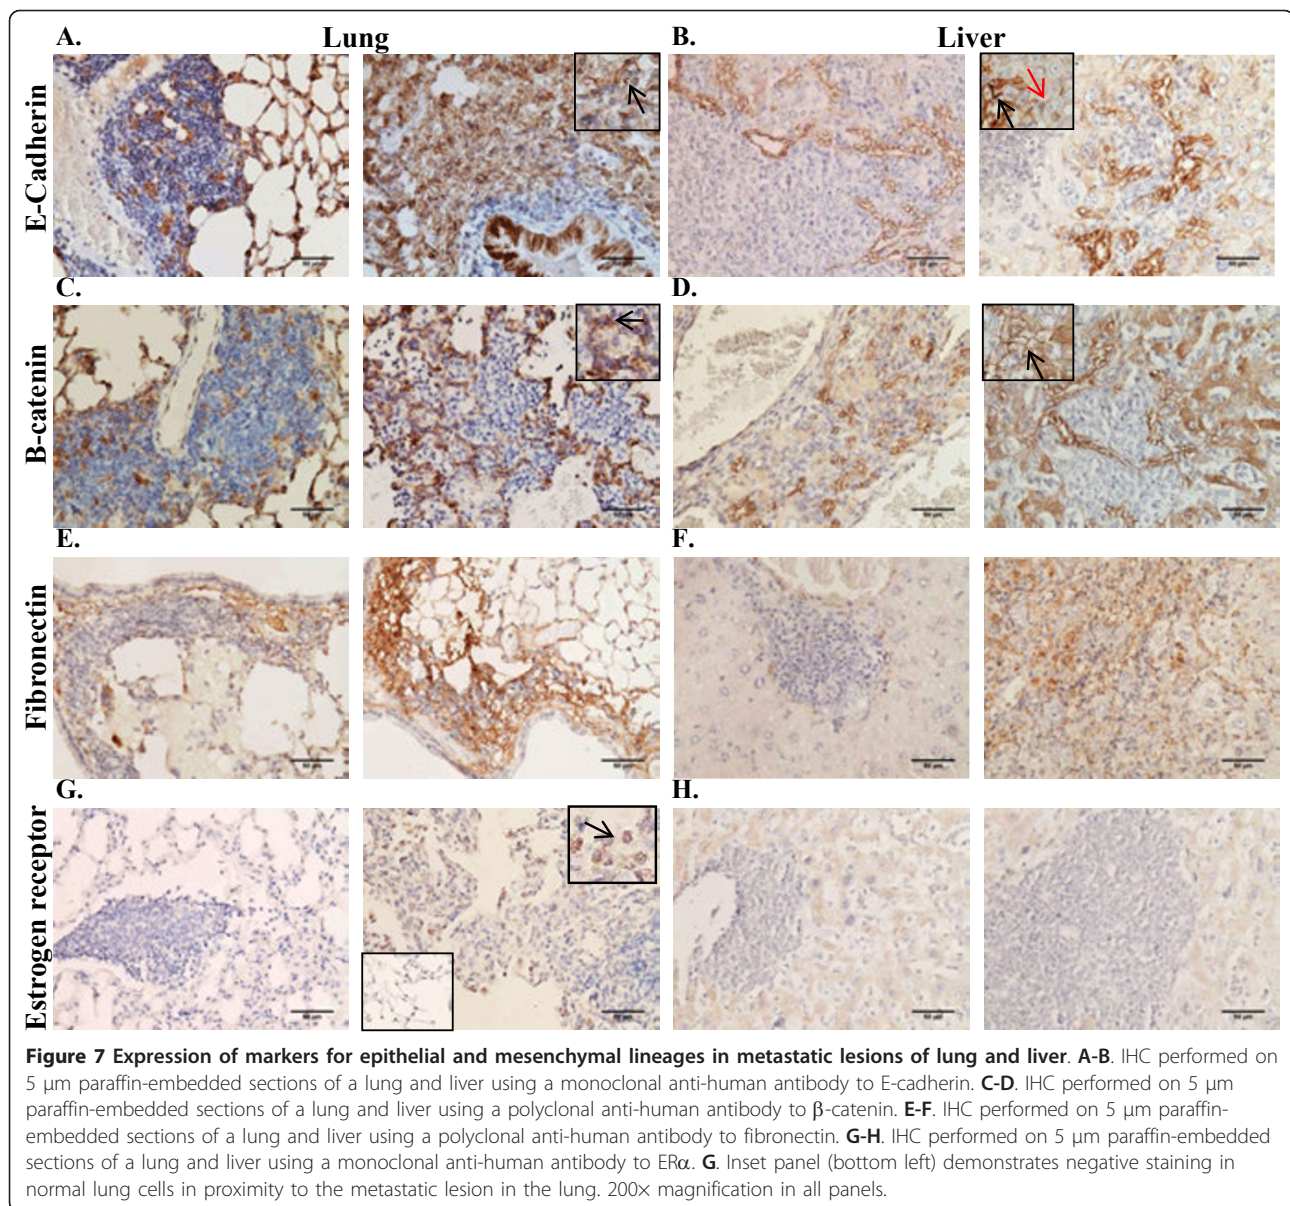 A.
Lung
B.
Liver
E-Cadherin
C.
D.
B-catenin
E.
F.
Fibronectin
G.
H.
Estrogen receptor
Figure 7 Expression of markers for epithelial and mesenchymal lineages in metastatic lesions of lung and liver. A-B. IHC performed on
5 μm paraffin-embedded sections of a lung and liver using a monoclonal anti-human antibody to E-cadherin. C-D. IHC performed on 5 μm
paraffin-embedded sections of a lung and liver using a polyclonal anti-human antibody to β-catenin. E-F. IHC performed on 5 μm paraffin-
embedded sections of a lung and liver using a polyclonal anti-human antibody to fibronectin. G-H. IHC performed on 5 μm paraffin-embedded
sections of a lung and liver using a monoclonal anti-human antibody to ERα. G. Inset panel (bottom left) demonstrates negative staining in
normal lung cells in proximity to the metastatic lesion in the lung. 200× magnification in all panels.